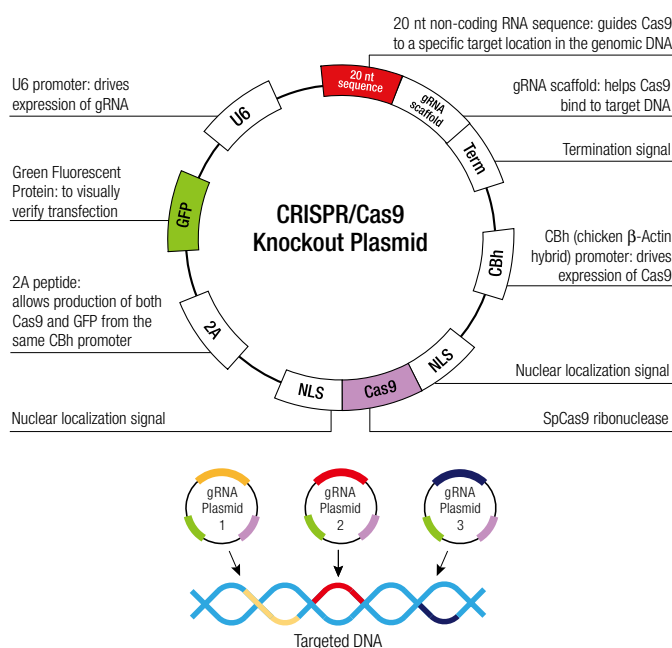 20 nt non-coding RNA sequence: guides Cas9
to a specific target location in the genomic DNA
U6 promoter: drives
expression of gRNA
gRNA scaffold: helps Cas9
bind to target DNA
Termination signal
Green Fluorescent
Protein: to visually
verify transfection
CBh (chicken β-Actin
hybrid) promoter: drives
expression of Cas9
2A peptide:
allows production of both
Cas9 and GFP from the
same CBh promoter
Nuclear localization signal
Nuclear localization signal
SpCas9 ribonuclease
20 nt
sequence
gRNA
scaffold
Term
CBh
NLS
Cas9
NLS
2A
GFP
U6
CRISPR/Cas9
Knockout Plasmid
gRNA
Plasmid
1
gRNA
Plasmid
2
gRNA
Plasmid
3
Targeted DNA